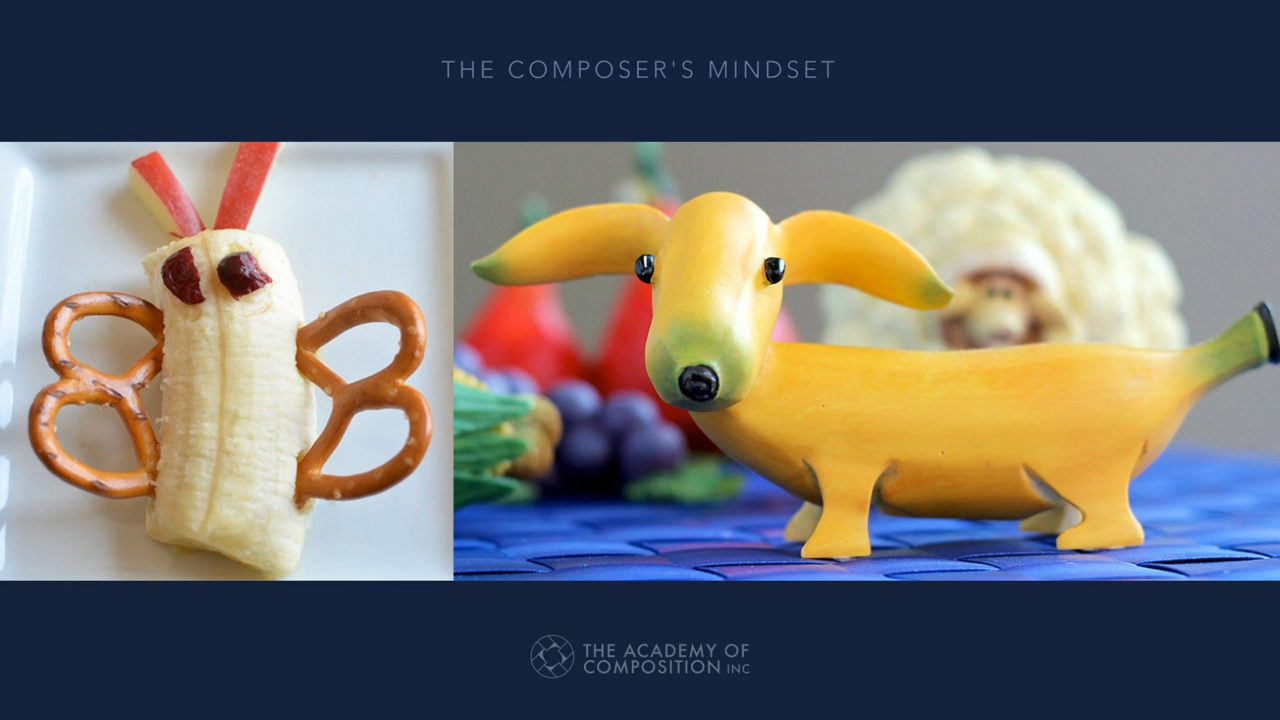 THE COMPOSER'S MINDSET
THE ACADEMY OF
COMPOSITION INC